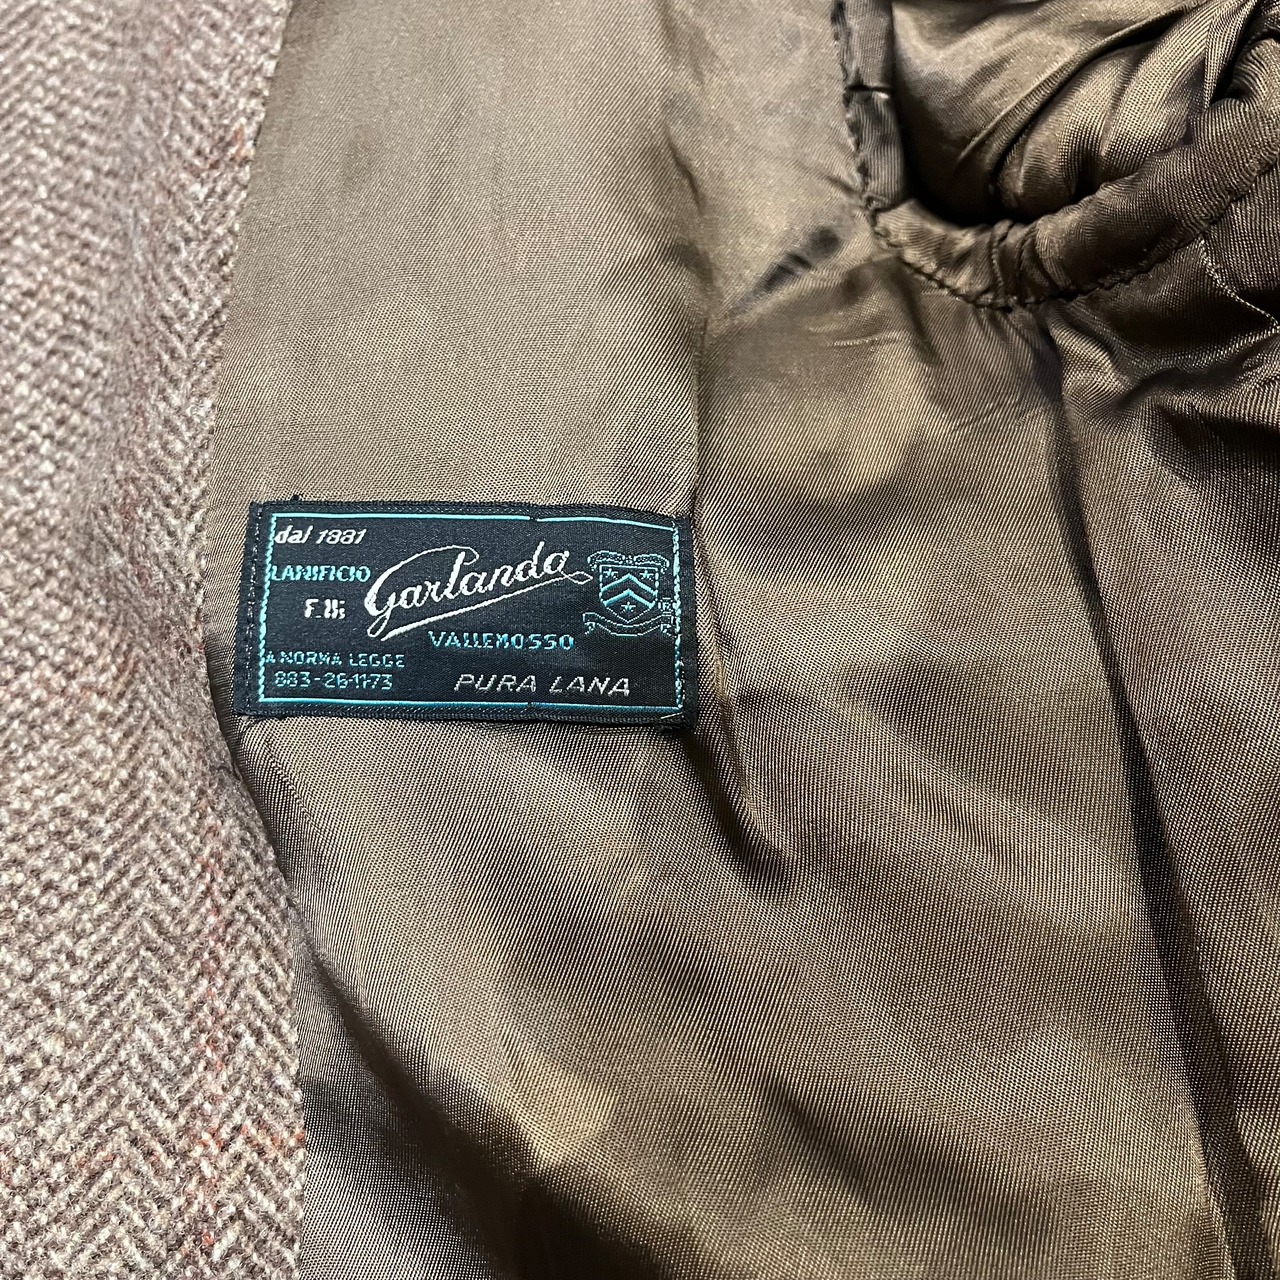 dal 1881
LANIFICIO
F.lli Garlanda
VALLEMOSSO
A NORMA LEGGE
883-26-11-73
PURA LANA